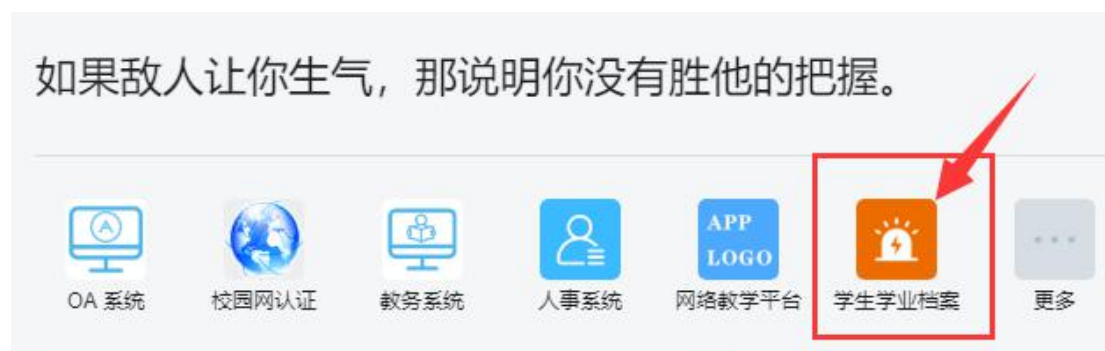 如果敌人让你生气，那说明你没有胜他的把握。
A
APP
LOGO
OA 系统
校园网认证
教务系统
人事系统
网络教学平台
学生学业档案
更多